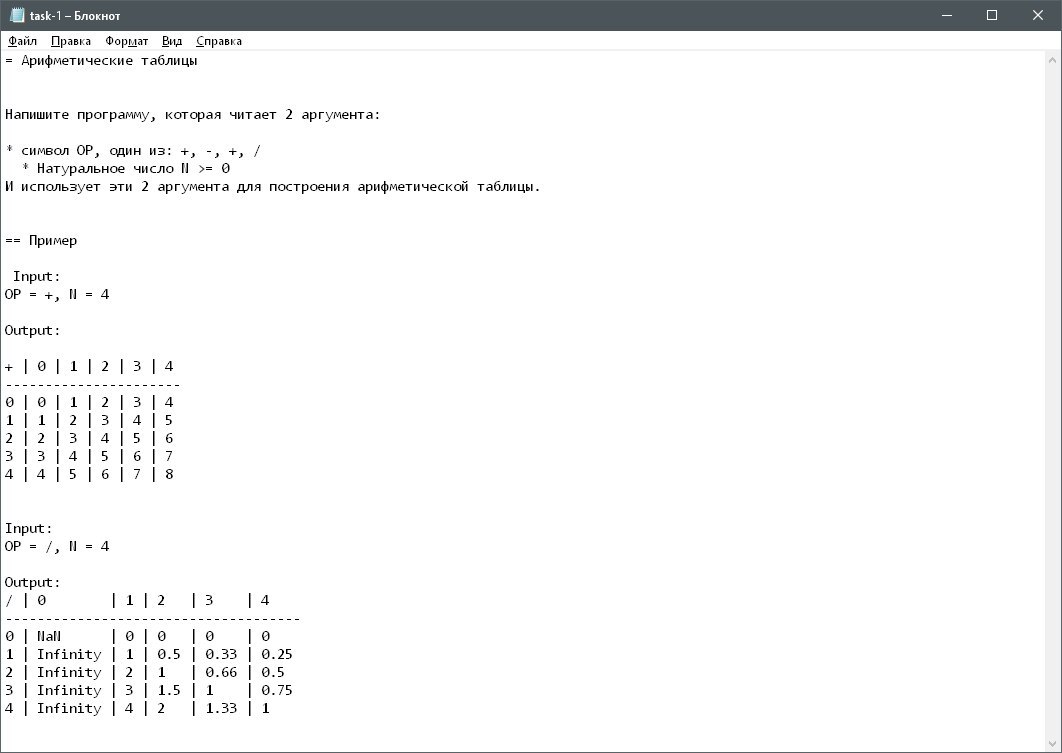 task-1 – Блокнот
Файл Правка Формат Вид Справка
= Арифметические таблицы
Напишите программу, которая читает 2 аргумента:
* символ OP, один из: +, -, +, /
  * Натуральное число N >= 0
И использует эти 2 аргумента для построения арифметической таблицы.
== Пример
 Input:
OP = +, N = 4
Output:
+ | 0 | 1 | 2 | 3 | 4
----------------------
0 | 0 | 1 | 2 | 3 | 4
1 | 1 | 2 | 3 | 4 | 5
2 | 2 | 3 | 4 | 5 | 6
3 | 3 | 4 | 5 | 6 | 7
4 | 4 | 5 | 6 | 7 | 8
Input:
OP = /, N = 4
Output:
/ | 0        | 1 | 2   | 3    | 4
-------------------------------------
0 | NaN      | 0 | 0   | 0    | 0
1 | Infinity | 1 | 0.5 | 0.33 | 0.25
2 | Infinity | 2 | 1   | 0.66 | 0.5
3 | Infinity | 3 | 1.5 | 1    | 0.75
4 | Infinity | 4 | 2   | 1.33 | 1